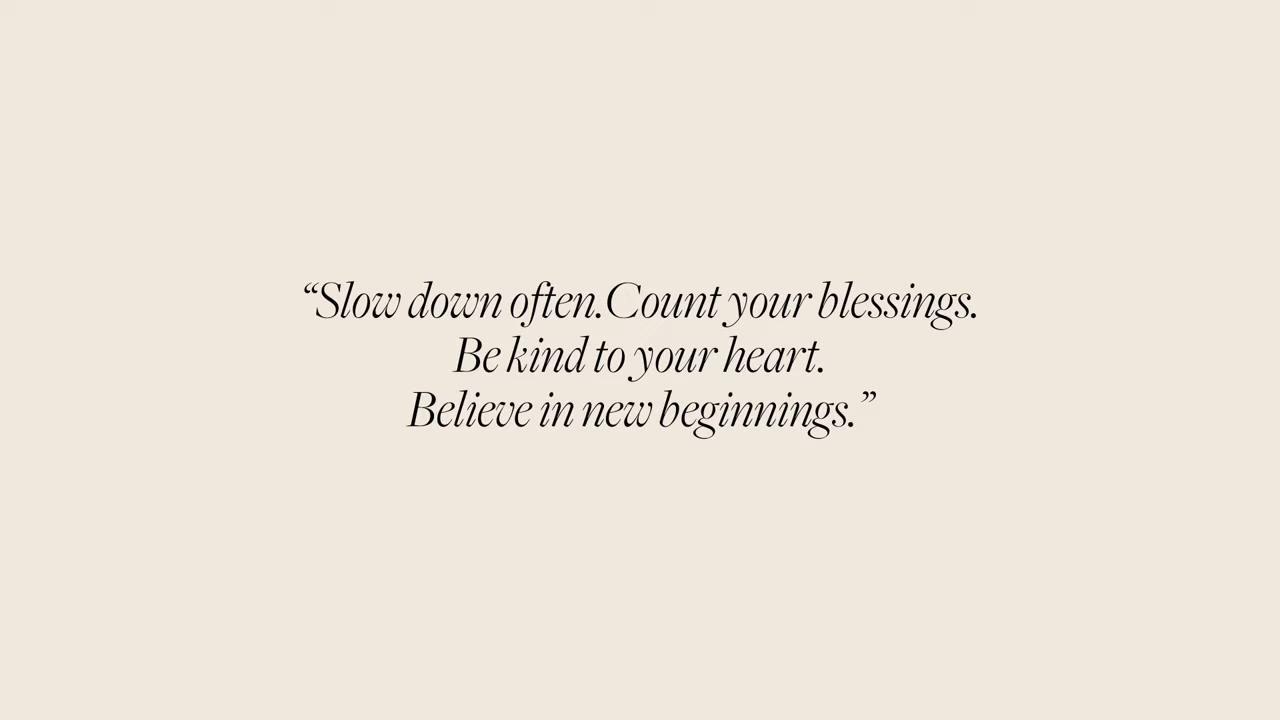 “Slow down often.Count your blessings.
Be kind to your heart.
Believe in new beginnings.”